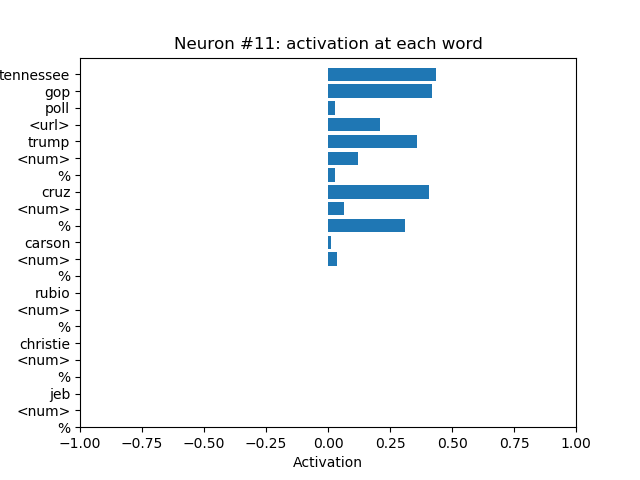 Neuron #11: activation at each word
tennessee
gop
poll
<url>
trump
<num>
%
cruz
<num>
%
carson
<num>
%
rubio
<num>
%
christie
<num>
%
jeb
<num>
%
−1.00 −0.75 −0.50 −0.25 0.00 0.25 0.50 0.75 1.00
Activation